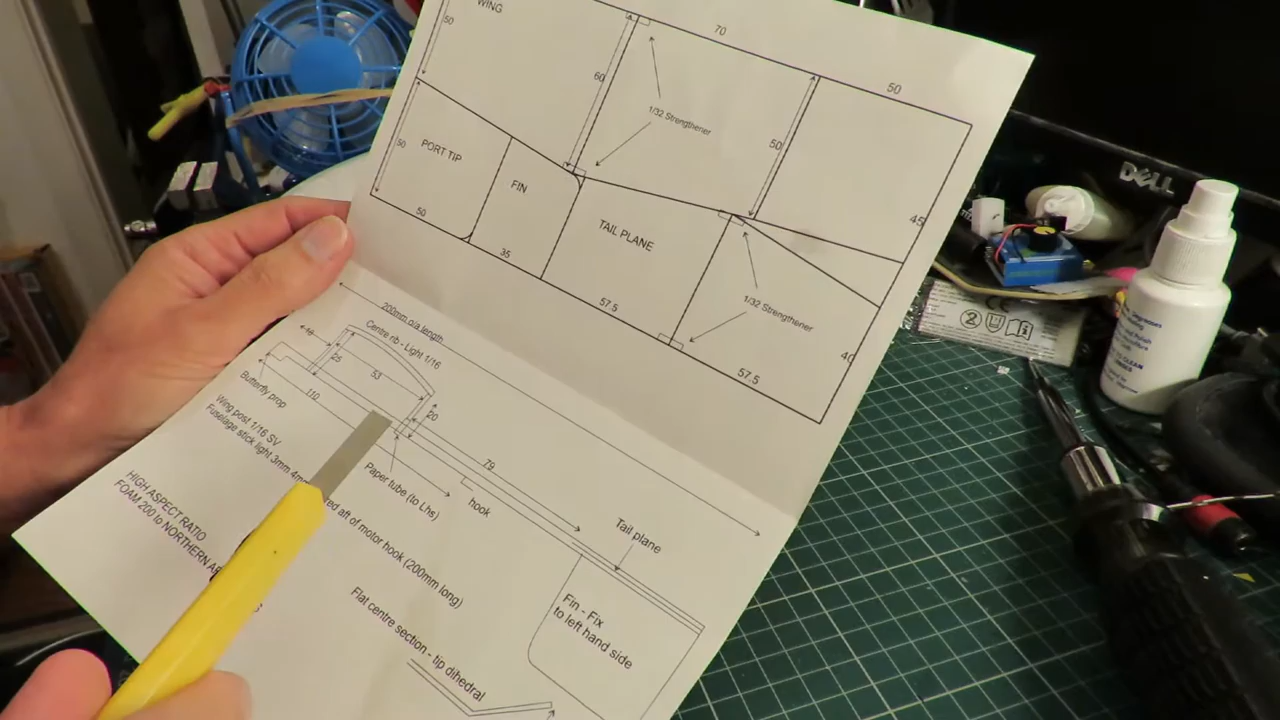 WING
50
60
70
50
1/32 Strengthener
50
PORT TIP
50
FIN
50
35
TAIL PLANE
45
1/32 Strengthener
57.5
40
57.5
DELL
200mm o/a length
Centre rib - Light 1/16
25
53
20
Butterfly prop
110
Wing post 1/16 SV
Fuselage stick light 3mm
ed aft of motor hook (200mm long)
Paper tube (to Lhs)
79
hook
Tail plane
HIGH ASPECT RATIO
FOAM 200 to NORTHERN
Fin - Fix
to left hand side
Flat centre section - tip dihedral
2